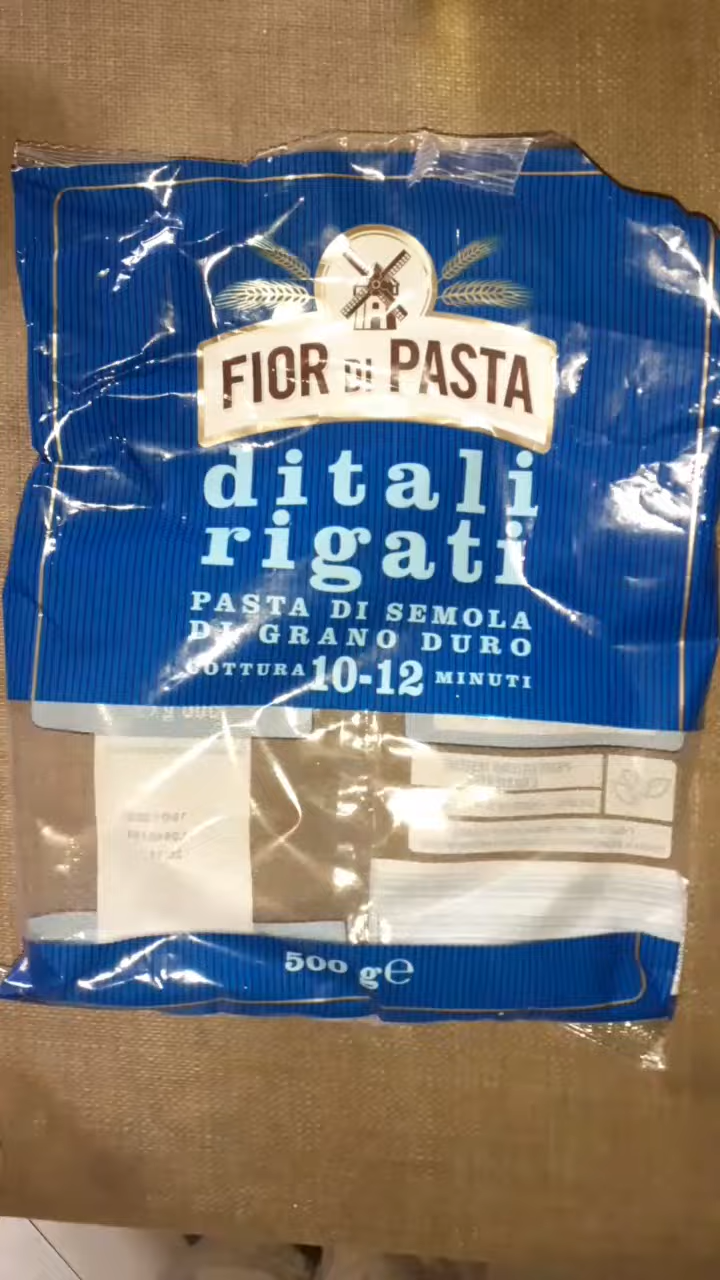 FIOR DI PASTA
ditali
rigati
PASTA DI SEMOLA
DI GRANO DURO
COTTURA 10-12 MINUTI
500 g e